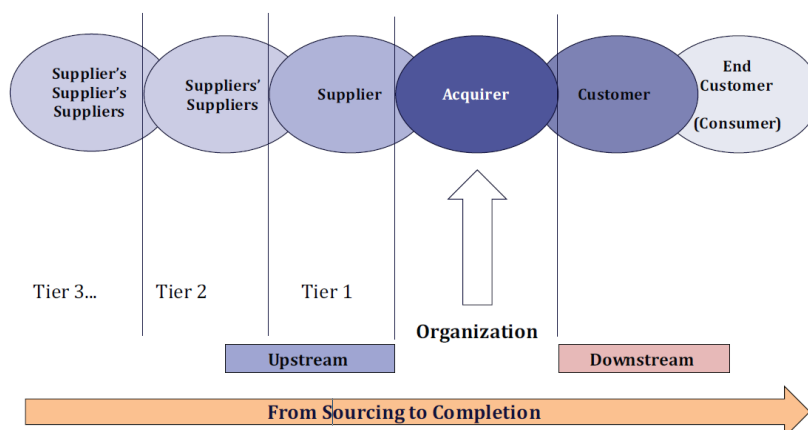 Supplier’s
Supplier’s
Suppliers
Suppliers’
Suppliers
Supplier
Acquirer
Customer
End
Customer
(Consumer)
Tier 3...
Tier 2
Tier 1
Organization
Upstream
Downstream
From Sourcing to Completion